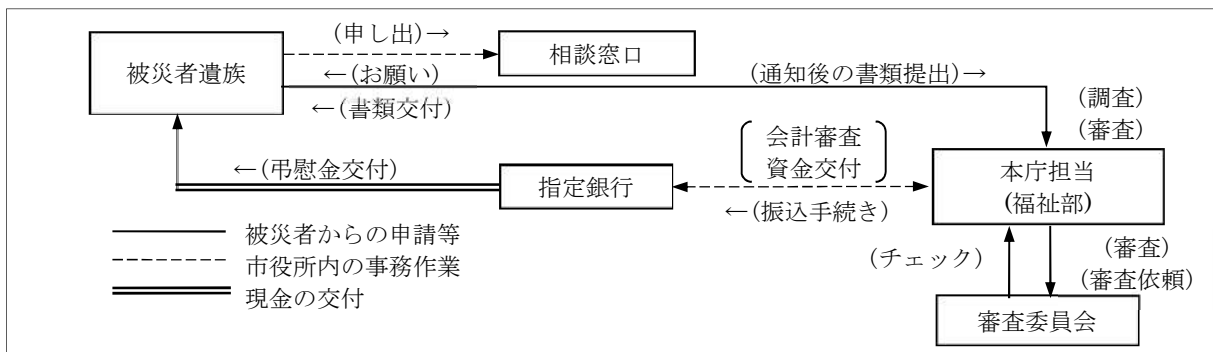 (申し出)→
相談窓口
被災者遺族
←(お願い)
(通知後の書類提出)→
←(書類交付)
(調査)
(審査)
会計審査
資金交付
←(弔慰金交付)
指定銀行
本庁担当
(福祉部)
←(振込手続き)
被災者からの申請等
市役所内の事務作業
現金の交付
(チェック)
(審査)
(審査依頼)
審査委員会